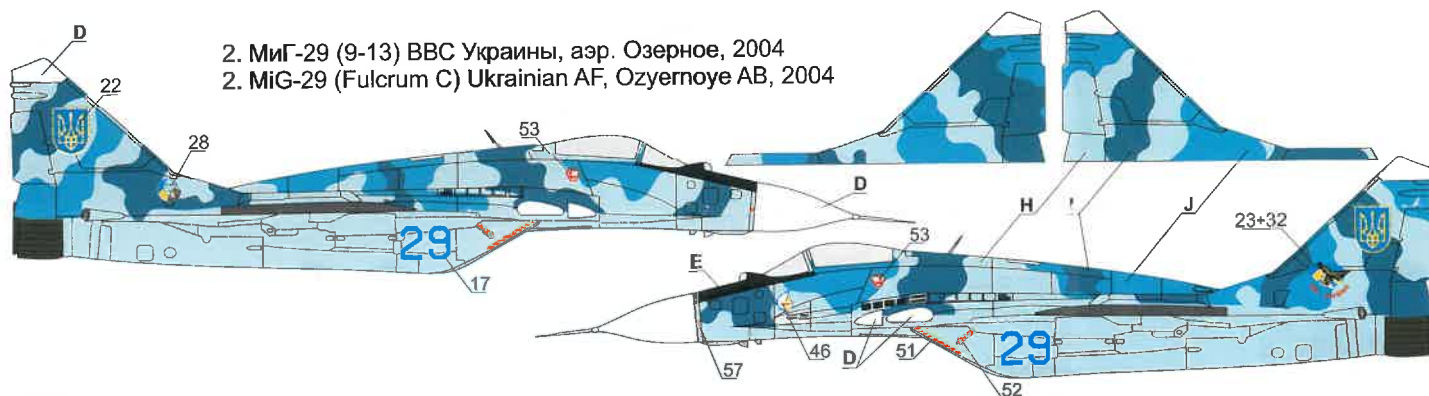 D
2. МиГ-29 (9-13) ВВС Украины, аэр. Озерное, 2004
2. MiG-29 (Fulcrum C) Ukrainian AF, Ozyernoye AB, 2004
22
28
53
D
29
17
H
I
J
23+32
53
E
46
D
51
57
52
29